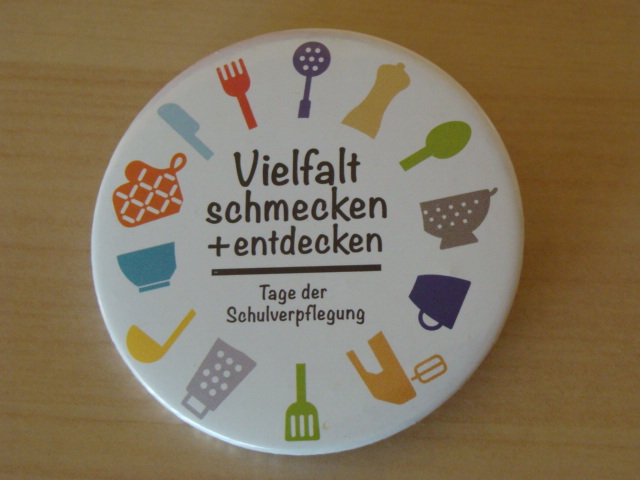 Vielfalt
schmecken
+entdecken
Tage der
Schulverpflegung